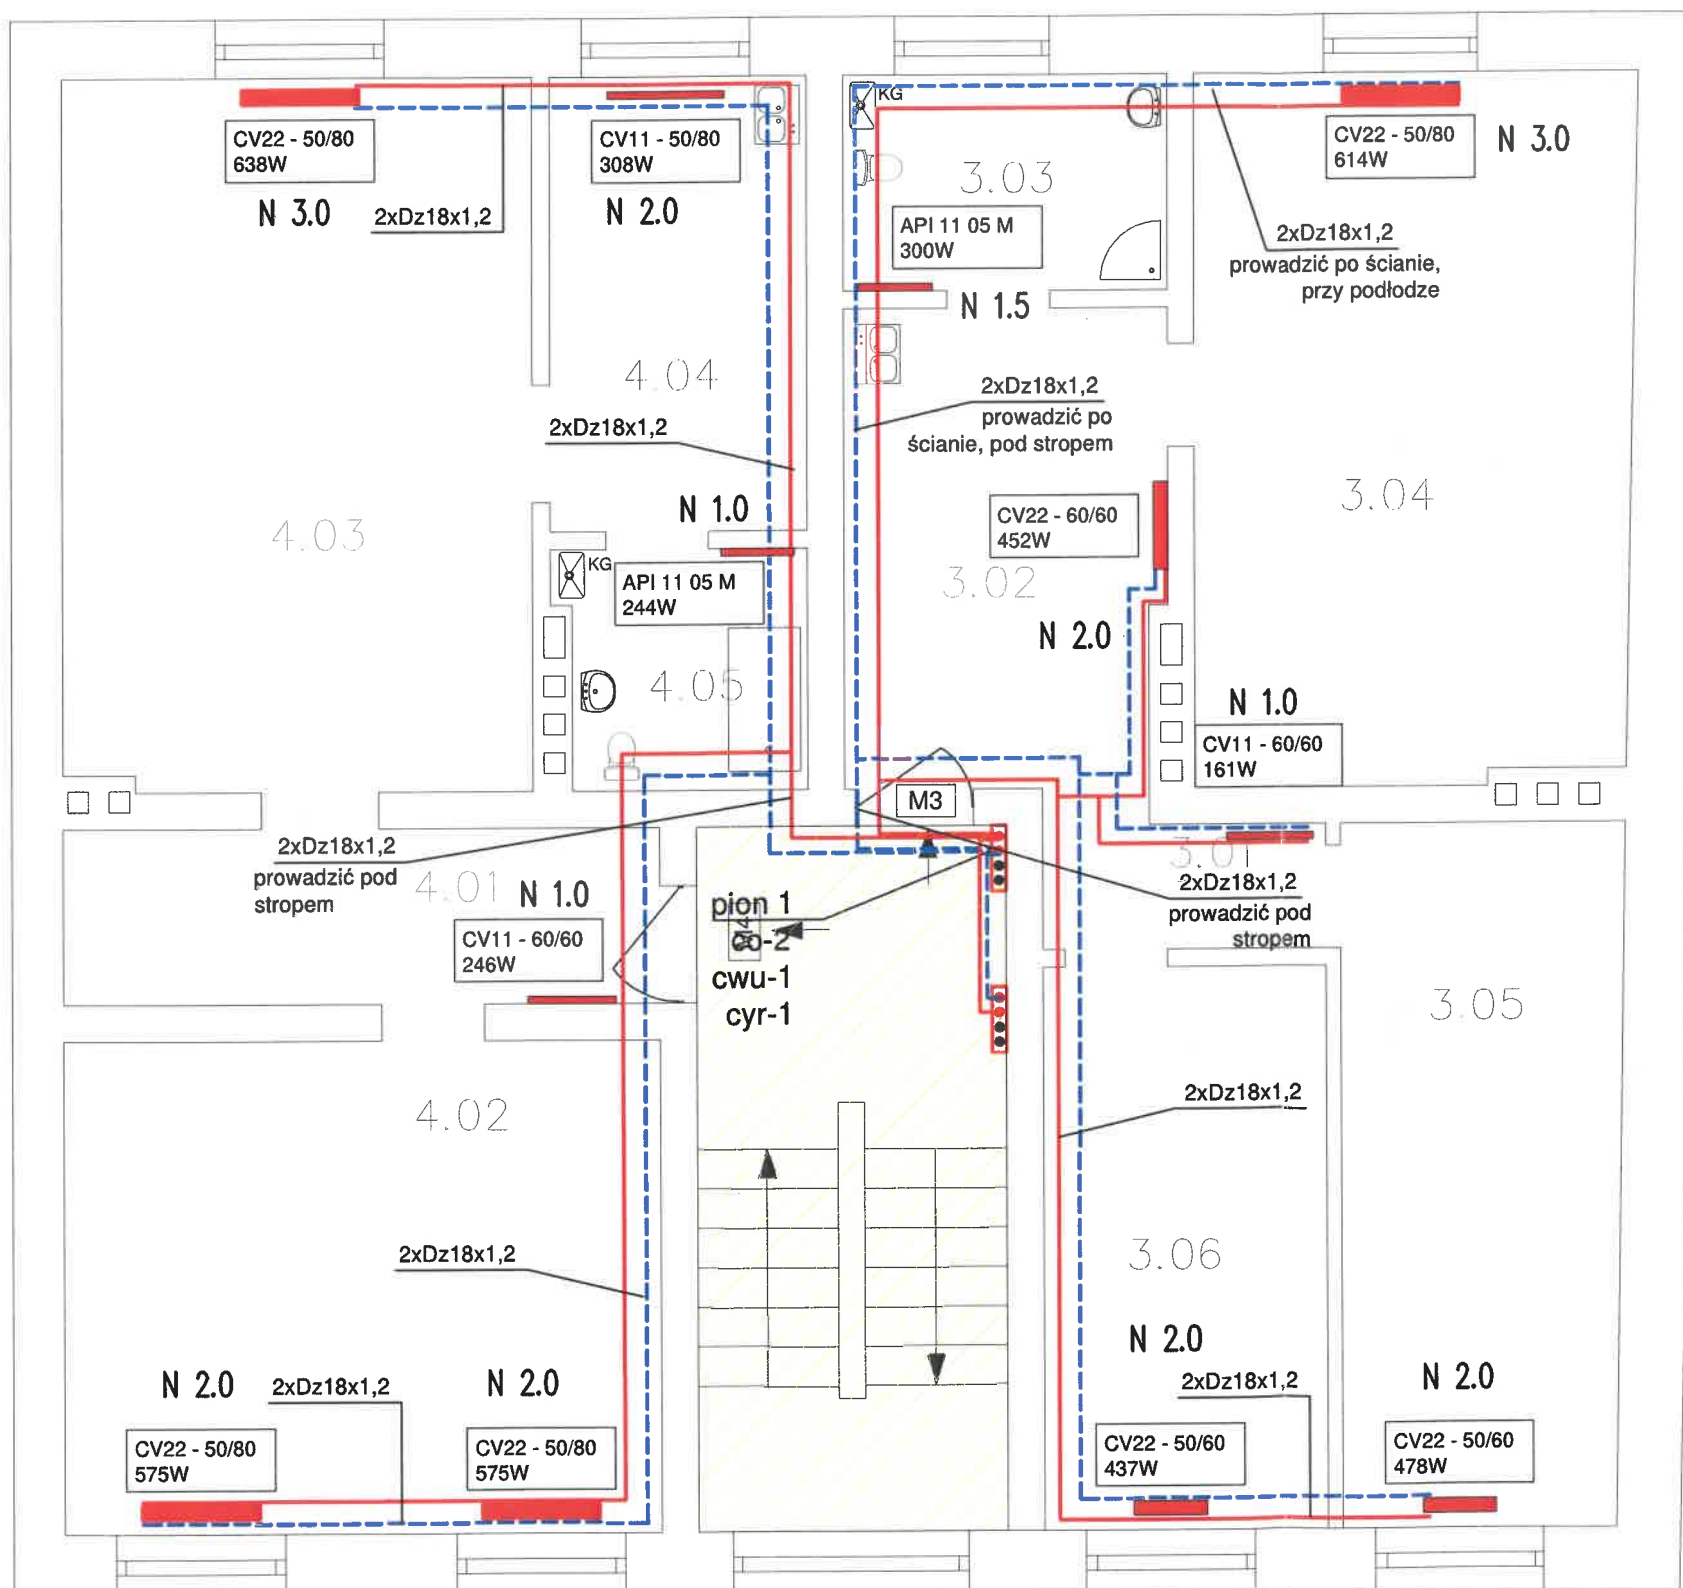 KG
CV22 - 50/80
638W
N 3.0
2xDz18x1,2
CV11 - 50/80
308W
N 2.0
3.03
API 11 05 M
300W
N 1.5
CV22 - 50/80
614W
N 3.0
2xDz18x1,2
prowadzić po ścianie,
przy podłodze
4.04
2xDz18x1,2
2xDz18x1,2
prowadzić po
ścianie, pod stropem
4.03
N 1.0
KG
API 11 05 M
244W
4.05
CV22 - 60/60
452W
3.02
N 2.0
3.04
N 1.0
CV11 - 60/60
161W
M3
2xDz18x1,2
prowadzić pod
stropem
4.01
N 1.0
CV11 - 60/60
246W
pion 1
co-2
cwu-1
cyr-1
3.01
2xDz18x1,2
prowadzić pod
stropem
3.05
4.02
2xDz18x1,2
2xDz18x1,2
3.06
N 2.0
2xDz18x1,2
N 2.0
CV22 - 50/80
575W
CV22 - 50/80
575W
N 2.0
2xDz18x1,2
N 2.0
CV22 - 50/60
437W
CV22 - 50/60
478W